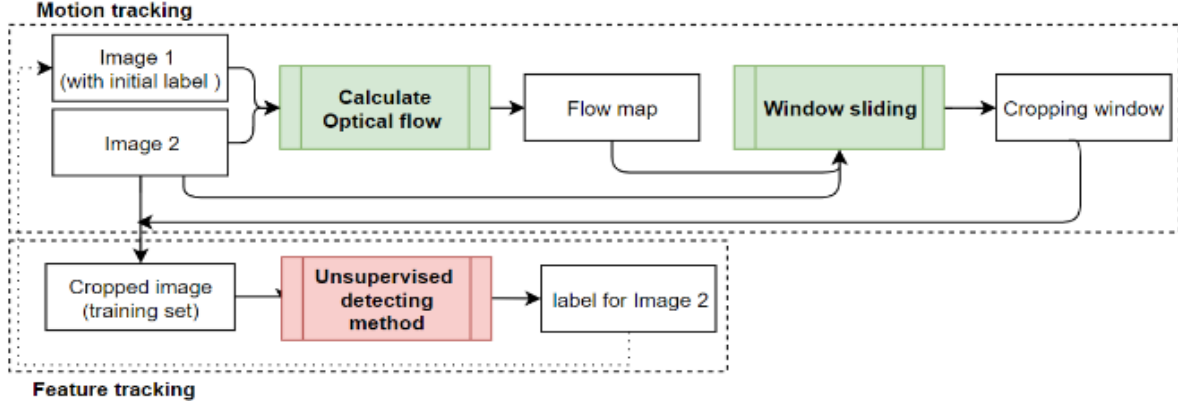 Motion tracking
Image 1
(with initial label )
Image 2
Calculate
Optical flow
Flow map
Window sliding
Cropping window
Cropped image
(training set)
Unsupervised
detecting
method
label for Image 2
Feature tracking